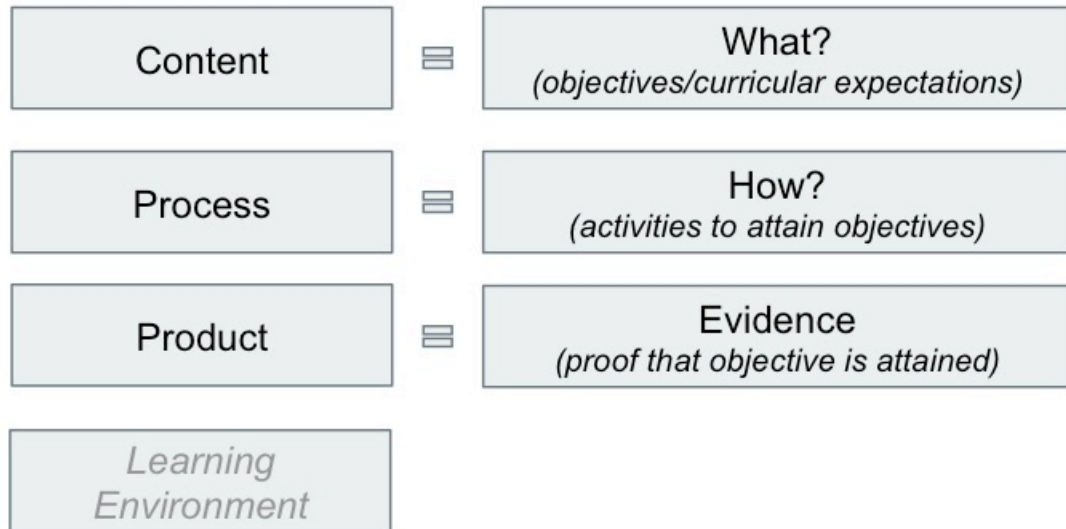 Content = What?
(objectives/curricular expectations)
Process = How?
(activities to attain objectives)
Product = Evidence
(proof that objective is attained)
Learning
Environment